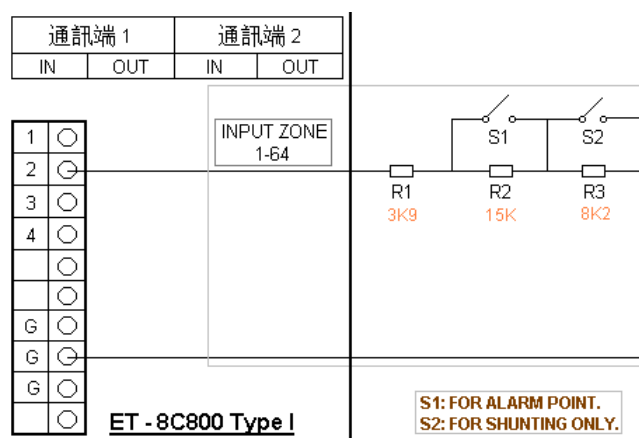 通訊端 1 通訊端 2
IN OUT IN OUT
INPUT ZONE
1-64
1
2
3
4
G
G
G
S1 S2
R1 R2 R3
3K9 15K 8K2
ET - 8C800 Type I
S1: FOR ALARM POINT.
S2: FOR SHUNTING ONLY.